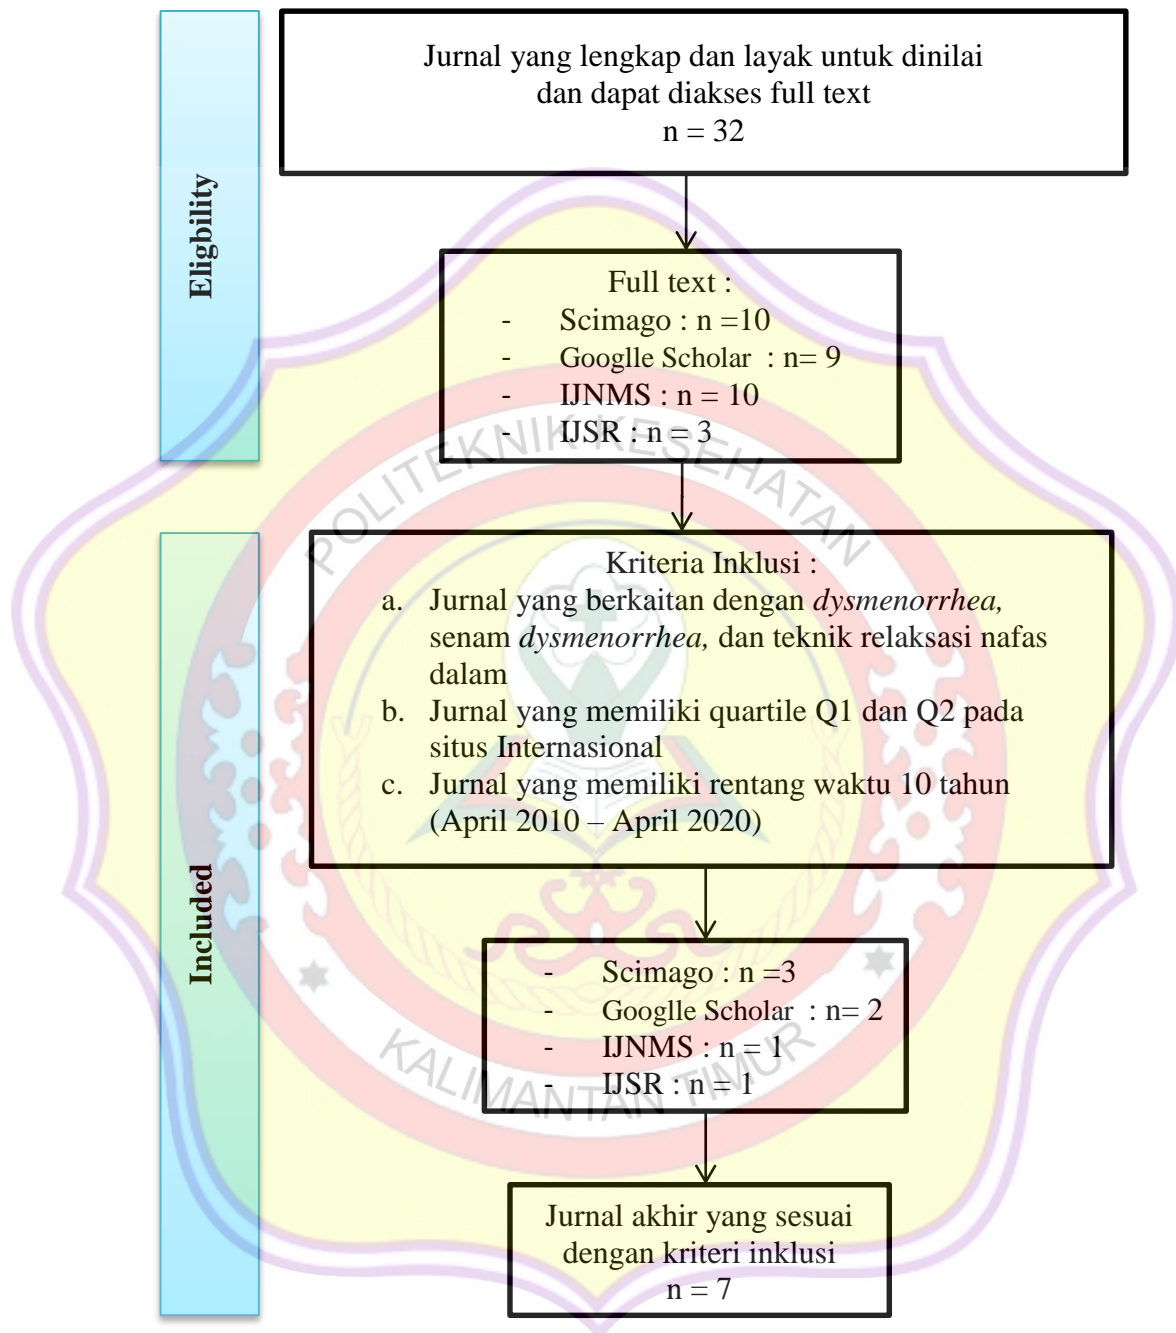 Eligbility
Jurnal yang lengkap dan layak untuk dinilai
dan dapat diakses full text
n = 32
Full text :
- Scimago : n =10
- Googlle Scholar : n= 9
- IJNMS : n = 10
- IJSR : n = 3
Included
Kriteria Inklusi :
a. Jurnal yang berkaitan dengan dysmenorrhea,
senam dysmenorrhea, dan teknik relaksasi nafas
dalam
b. Jurnal yang memiliki quartile Q1 dan Q2 pada
situs Internasional
c. Jurnal yang memiliki rentang waktu 10 tahun
(April 2010 – April 2020)
- Scimago : n =3
- Googlle Scholar : n= 2
- IJNMS : n = 1
- IJSR : n = 1
Jurnal akhir yang sesuai
dengan kriteri inklusi
n = 7
POLITEKNIK KESEHATAN
KALIMANTAN TIMUR